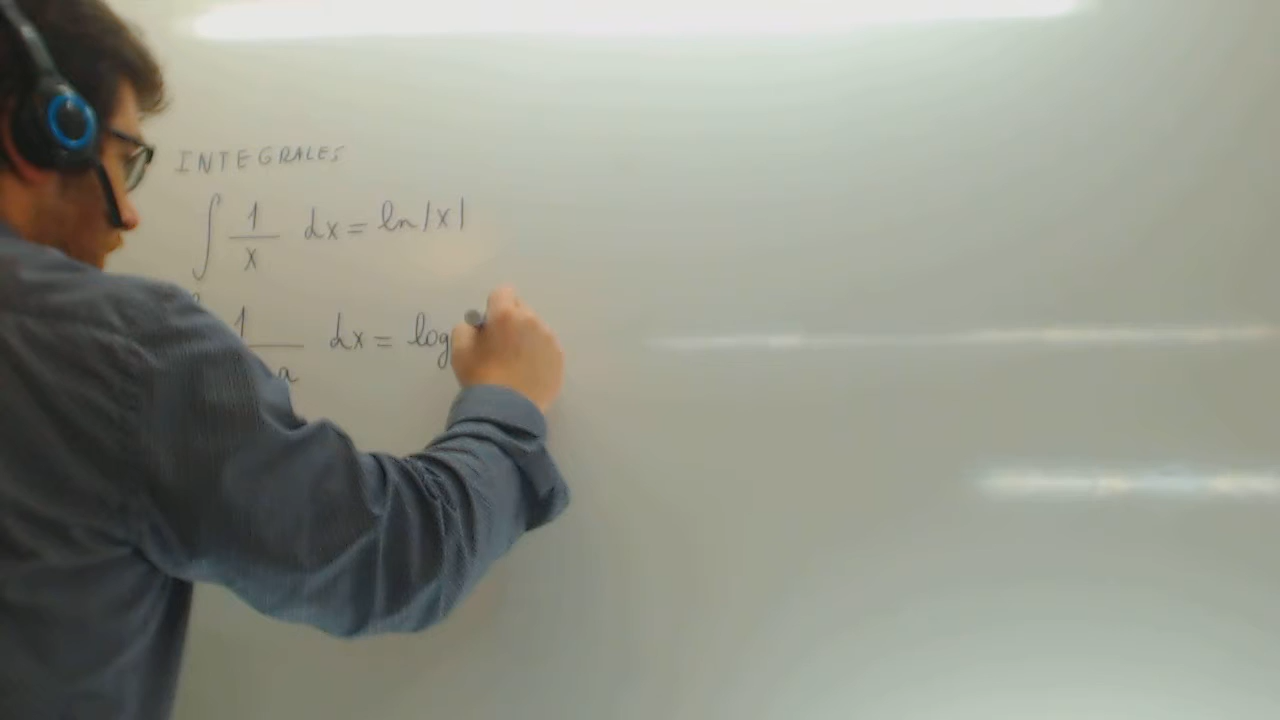 INTEGRALES
∫ 1/x dx = ln|x|
1/a dx = log